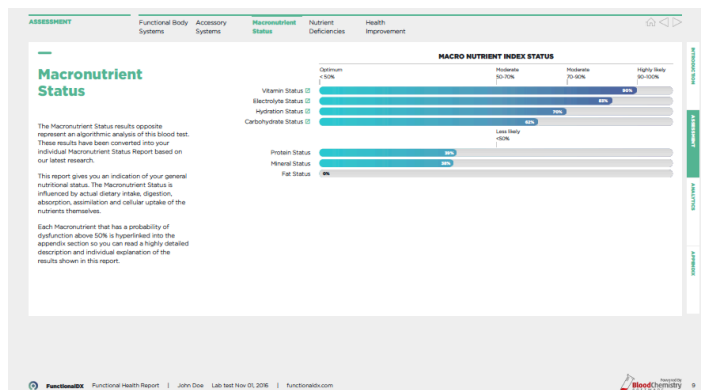 ASSESSMENT
Functional Body Systems
Accessory Systems
Macronutrient Status
Nutrient Deficiencies
Health Improvement
Macronutrient
Status
The Macronutrient Status results opposite
represent an algorithmic analysis of this blood test.
These results have been converted into your
individual Macronutrient Status Report based on
our latest research.
This report gives you an indication of your general
nutritional status. The Macronutrient Status is
influenced by actual dietary intake, digestion,
absorption, assimilation and cellular uptake of the
nutrients themselves.
Each Macronutrient that has a probability of
dysfunction above 50% is hyperlinked into the
appendix section so you can read a highly detailed
description and individual explanation of the
results shown in this report.
MACRO NUTRIENT INDEX STATUS
Optimum Moderate Moderate Highly likely
< 50% 50-70% 70-90% 90-100%
Vitamin Status 90%
Electrolyte Status 83%
Hydration Status 70%
Carbohydrate Status 62%
Less likely
<50%
Protein Status
Mineral Status
Fat Status 0%
INTRODUCTION
ASSESSMENT
ANALYTICS
APPENDIX
FunctionalDX Functional Health Report | John Doe Lab test Nov 01, 2016 | functionaldx.com
Powered by
BloodChemistry
9